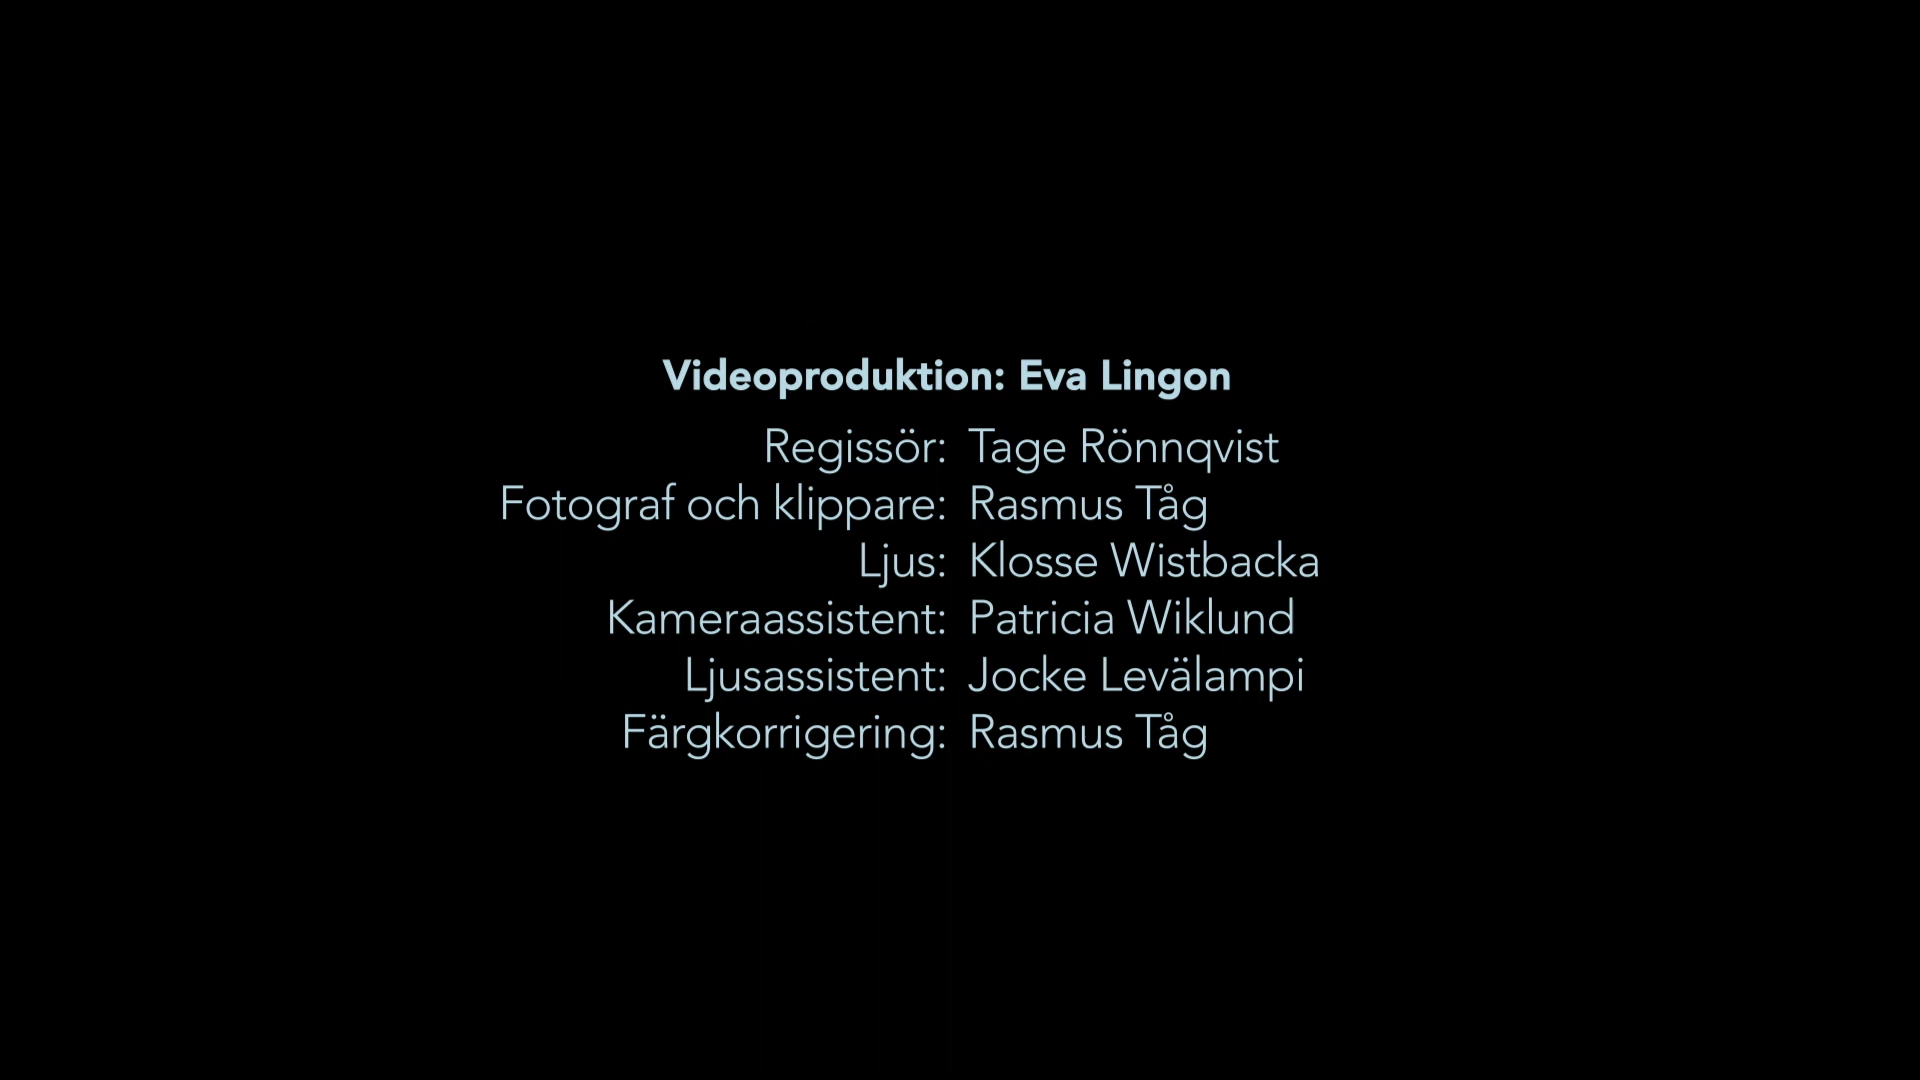 Videoproduktion: Eva Lingon
Regissör: Tage Rönnqvist
Fotograf och klippare: Rasmus Tåg
Ljus: Klosse Wistbacka
Kameraassistent: Patricia Wiklund
Ljusassistent: Jocke Levälampi
Färgkorrigering: Rasmus Tåg